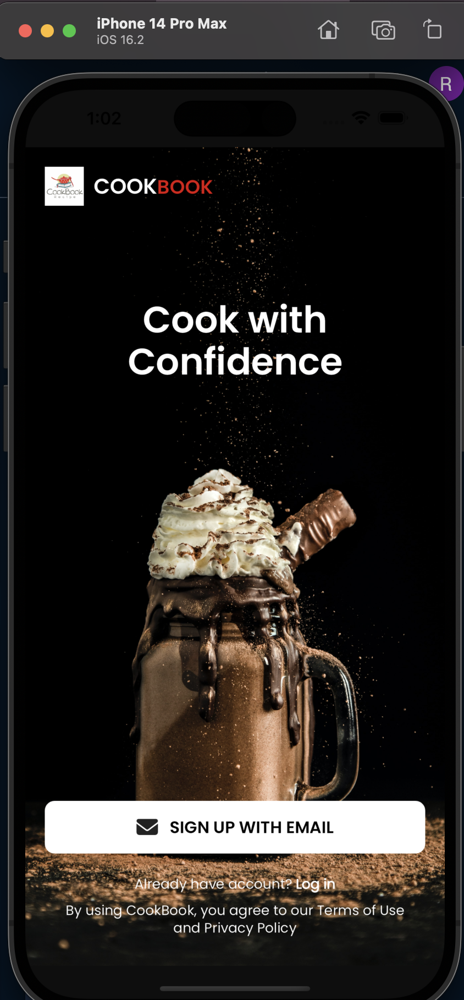 iPhone 14 Pro Max
iOS 16.2
R
1:02
CookBook
Recipe
COOKBOOK
Cook with
Confidence
SIGN UP WITH EMAIL
Already have account? Log in
By using CookBook, you agree to our Terms of Use
and Privacy Policy